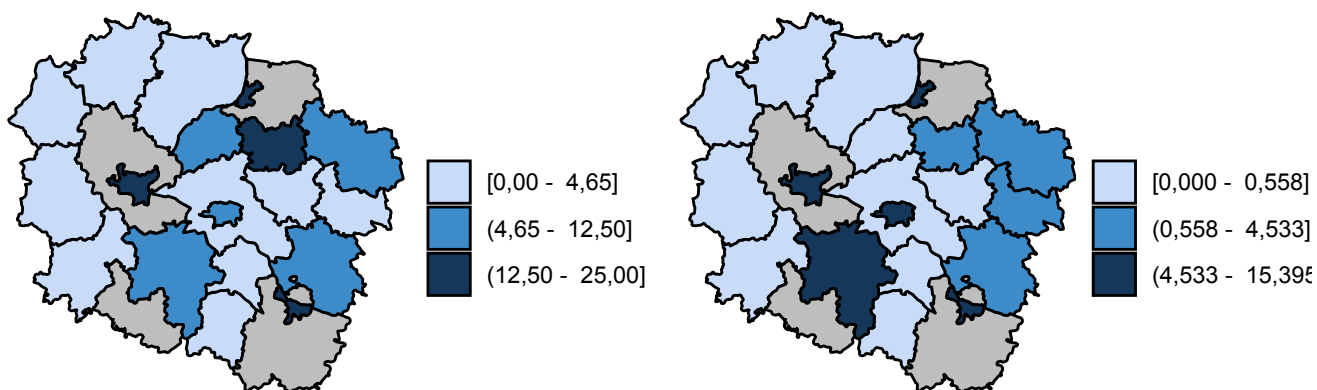 [0,00 - 4,65]
(4,65 - 12,50]
(12,50 - 25,00]
[0,000 - 0,558]
(0,558 - 4,533]
(4,533 - 15,395